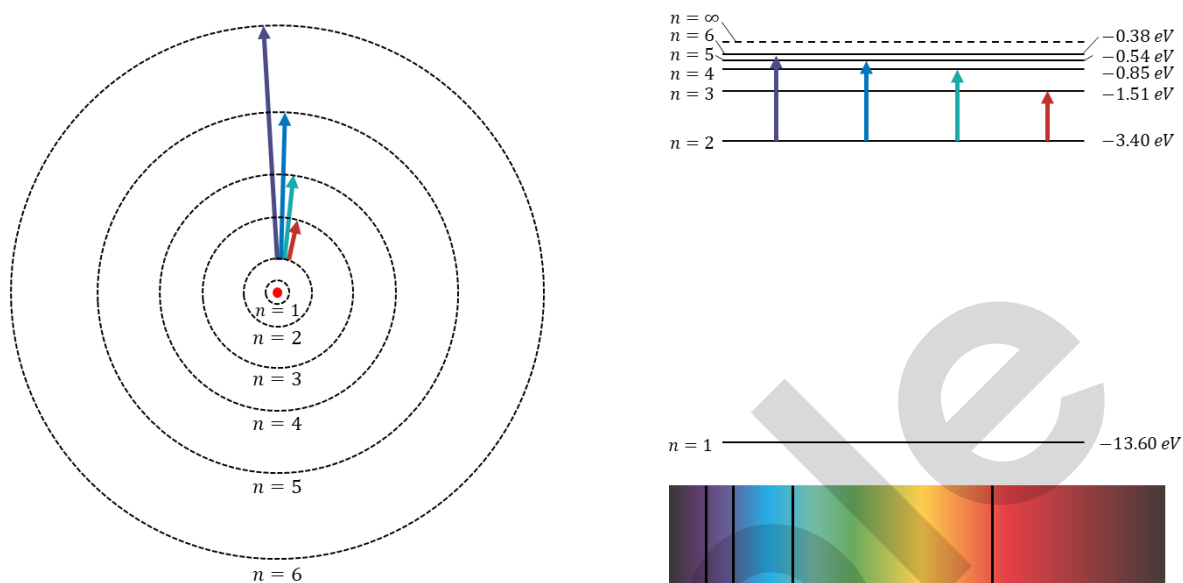 n = 1
n = 2
n = 3
n = 4
n = 5
n = 6
n = ∞
n = 6
−0.38 eV
n = 5
−0.54 eV
n = 4
−0.85 eV
n = 3
−1.51 eV
n = 2
−3.40 eV
n = 1
−13.60 eV
le